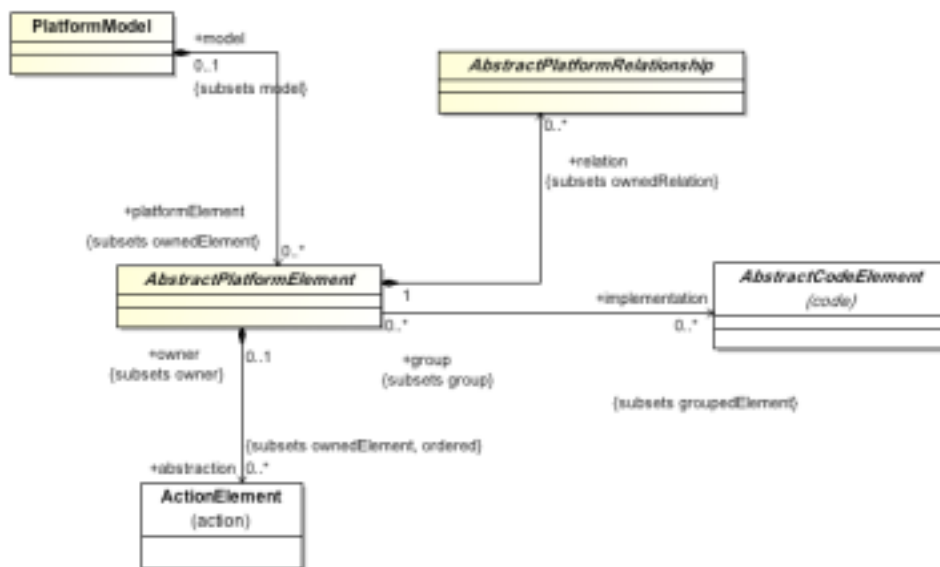 PlatformModel
+model
0..1
{subsets model}
AbstractPlatformRelationship
0..*
+relation
{subsets ownedRelation}
+platformElement
{subsets ownedElement}
0..*
AbstractPlatformElement
1
AbstractCodeElement
(code)
+implementation
0..*
0..*
+owner
{subsets owner}
0..1
+group
{subsets group}
{subsets groupedElement}
{subsets ownedElement, ordered}
+abstraction
0..*
ActionElement
(action)